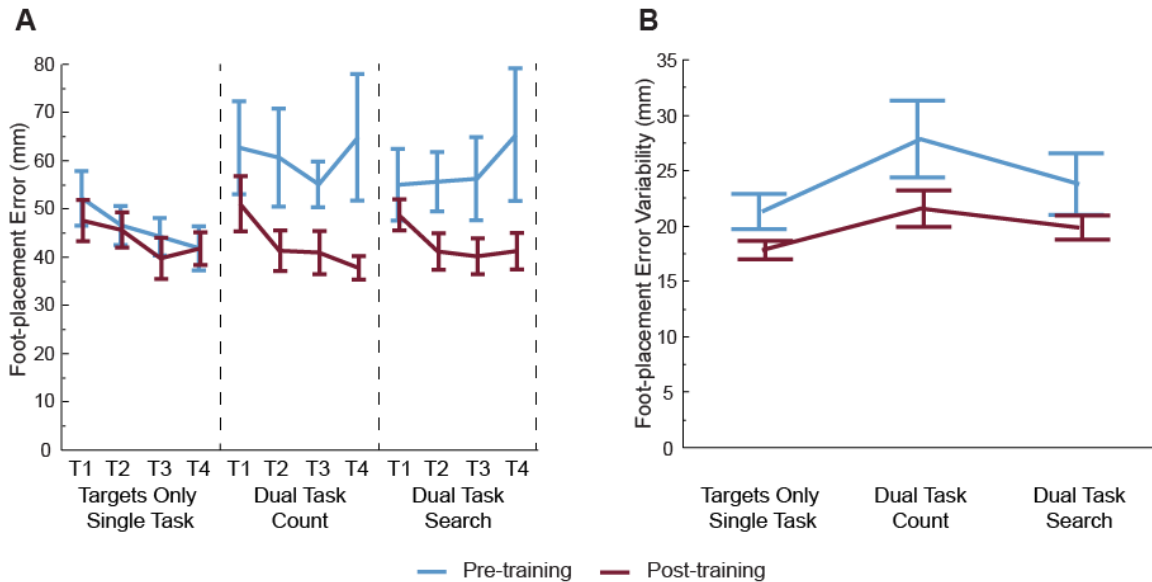 A
Foot-placement Error (mm)
80
70
60
50
40
30
20
10
0
T1 T2 T3 T4 T1 T2 T3 T4 T1 T2 T3 T4
Targets Only
Single Task
Dual Task
Count
Dual Task
Search
B
Foot-placement Error Variability (mm)
35
30
25
20
15
10
5
0
Targets Only
Single Task
Dual Task
Count
Dual Task
Search
Pre-training Post-training